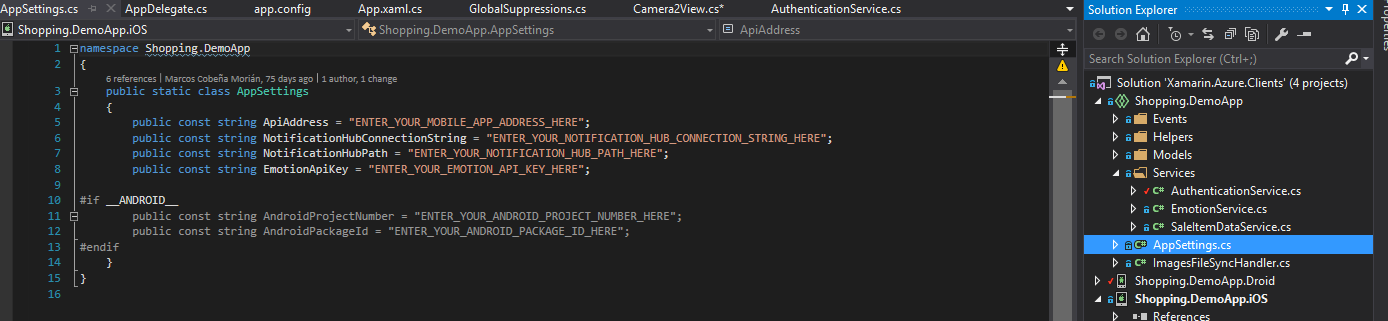 AppSettings.cs AppDelegate.cs app.config App.xaml.cs GlobalSuppressions.cs Camera2View.cs* AuthenticationService.cs
Shopping.DemoApp.iOS Shopping.DemoApp.AppSettings ApiAddress
1 namespace Shopping.DemoApp
2 {
6 references | Marcos Cobeña Morián, 75 days ago | 1 author, 1 change
3 public static class AppSettings
4 {
5 public const string ApiAddress = "ENTER_YOUR_MOBILE_APP_ADDRESS_HERE";
6 public const string NotificationHubConnectionString = "ENTER_YOUR_NOTIFICATION_HUB_CONNECTION_STRING_HERE";
7 public const string NotificationHubPath = "ENTER_YOUR_NOTIFICATION_HUB_PATH_HERE";
8 public const string EmotionApiKey = "ENTER_YOUR_EMOTION_API_KEY_HERE";
9
10 #if __ANDROID__
11 public const string AndroidProjectNumber = "ENTER_YOUR_ANDROID_PROJECT_NUMBER_HERE";
12 public const string AndroidPackageId = "ENTER_YOUR_ANDROID_PACKAGE_ID_HERE";
13 #endif
14 }
15 }
16
Solution Explorer
Search Solution Explorer (Ctrl+;)
Solution 'Xamarin.Azure.Clients' (4 projects)
Shopping.DemoApp
Events
Helpers
Models
Services
C# AuthenticationService.cs
C# EmotionService.cs
C# SaleItemDataService.cs
C# AppSettings.cs
C# ImagesFileSyncHandler.cs
Shopping.DemoApp.Droid
Shopping.DemoApp.iOS
References
Properties